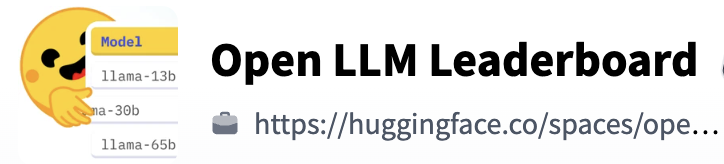 Model
llama-13b
ma-30b
llama-65b
Open LLM Leaderboard
https://huggingface.co/spaces/ope...